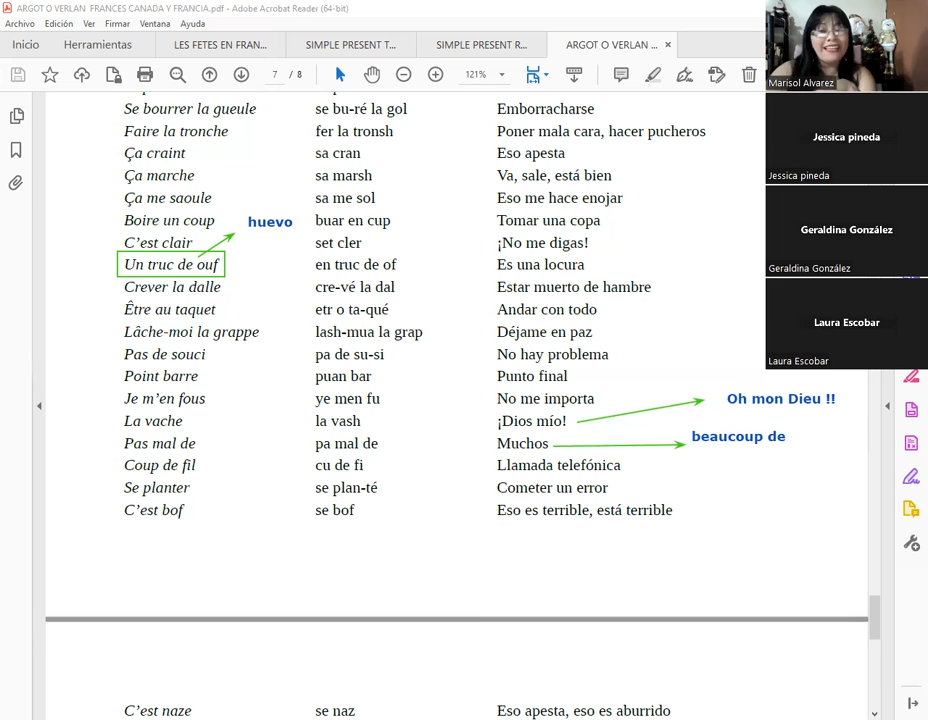 ARGOT O VERLAN FRANCES CANADA Y FRANCIA.pdf - Adobe Acrobat Reader (64-bit)
Archivo Edición Ver Firmar Ventana Ayuda
Inicio Herramientas LES FETES EN FRAN... SIMPLE PRESENT T... SIMPLE PRESENT R... ARGOT O VERLAN ... ×
7 / 8 121%
Se bourrer la gueule se bu-ré la gol Emborracharse
Faire la tronche fer la tronsh Poner mala cara, hacer pucheros
Ça craint sa cran Eso apesta
Ça marche sa marsh Va, sale, está bien
Ça me saoule sa me sol Eso me hace enojar
Boire un coup huevo buar en cup Tomar una copa
C’est clair set cler ¡No me digas!
Un truc de ouf en truc de of Es una locura
Crever la dalle cre-vé la dal Estar muerto de hambre
Être au taquet etr o ta-qué Andar con todo
Lâche-moi la grappe lash-mua la grap Déjame en paz
Pas de souci pa de su-si No hay problema
Point barre puan bar Punto final
Je m’en fous ye men fu No me importa Oh mon Dieu !!
La vache la vash ¡Dios mío!
Pas mal de pa mal de Muchos beaucoup de
Coup de fil cu de fi Llamada telefónica
Se planter se plan-té Cometer un error
C’est bof se bof Eso es terrible, está terrible
C’est naze se naz Eso apesta, eso es aburrido
Marisol Alvarez
Jessica pineda
Jessica pineda
Geraldina González
Geraldina González
Laura Escobar
Laura Escobar